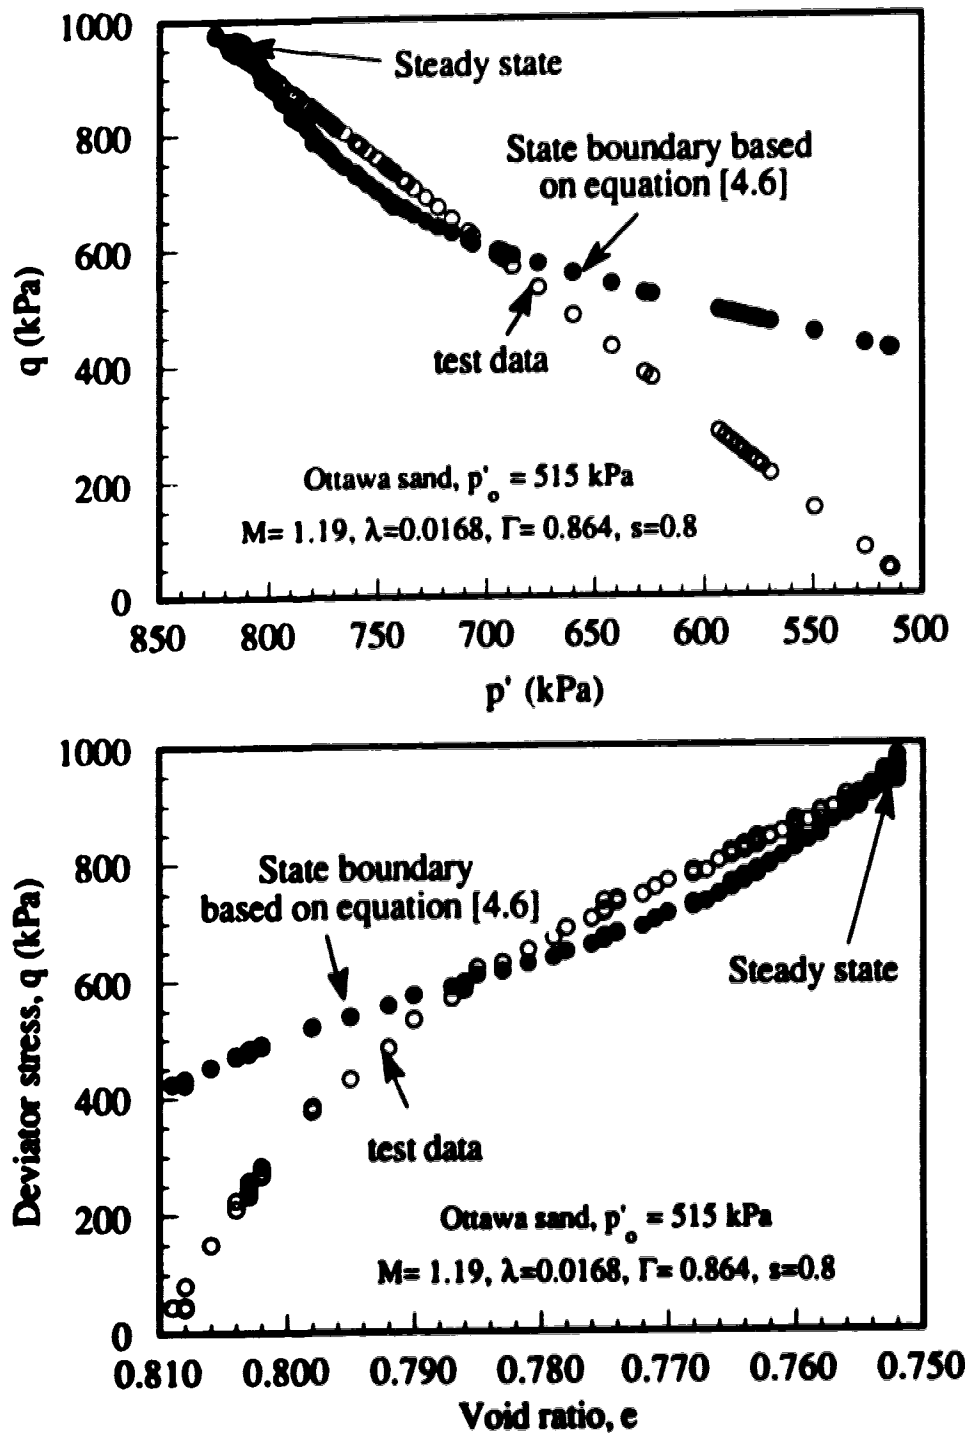 1000
800
600
400
200
0
q (kPa)
Steady state
State boundary based
on equation [4.6]
test data
Ottawa sand, p'o = 515 kPa
M= 1.19, λ=0.0168, Γ= 0.864, s=0.8
850 800 750 700 650 600 550 500
p' (kPa)
1000
800
600
400
200
0
Deviator stress, q (kPa)
State boundary
based on equation [4.6]
Steady state
test data
Ottawa sand, p'o = 515 kPa
M= 1.19, λ=0.0168, Γ= 0.864, s=0.8
0.810 0.800 0.790 0.780 0.770 0.760 0.750
Void ratio, e